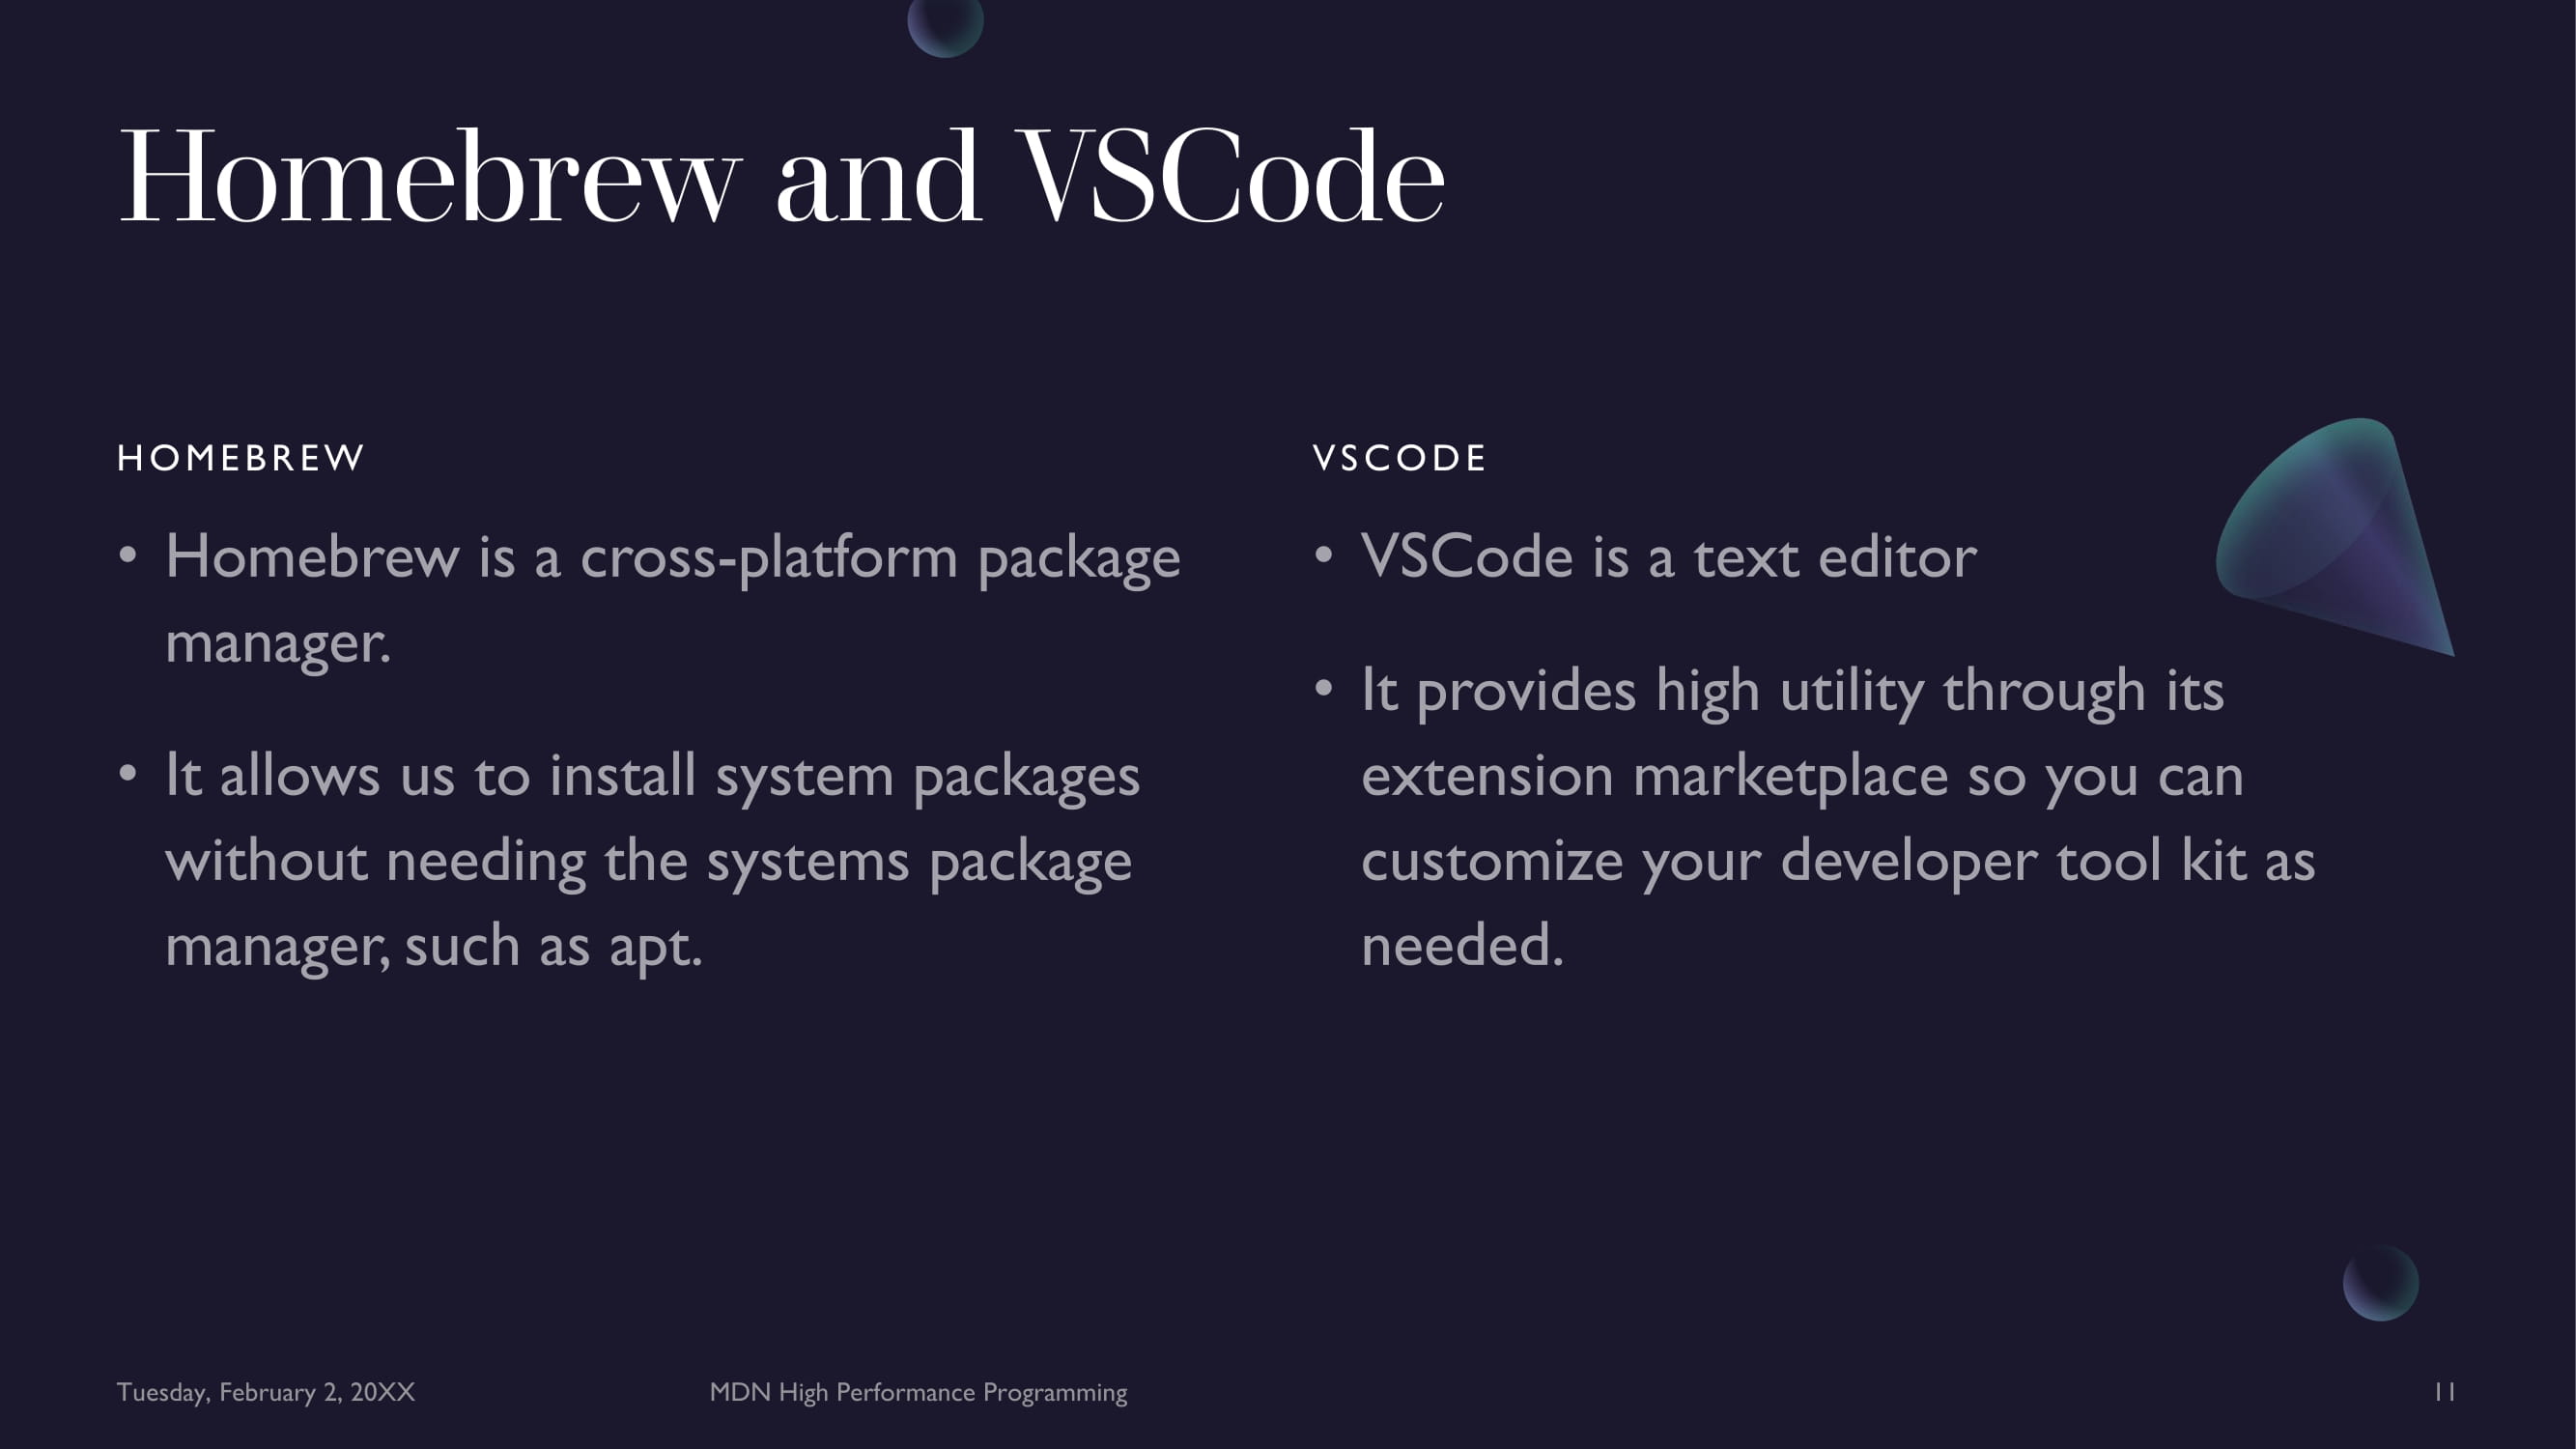 Homebrew and VSCode
HOMEBREW
• Homebrew is a cross-platform package
manager.
• It allows us to install system packages
without needing the systems package
manager, such as apt.
VSCODE
• VSCode is a text editor
• It provides high utility through its
extension marketplace so you can
customize your developer tool kit as
needed.
Tuesday, February 2, 20XX
MDN High Performance Programming
11